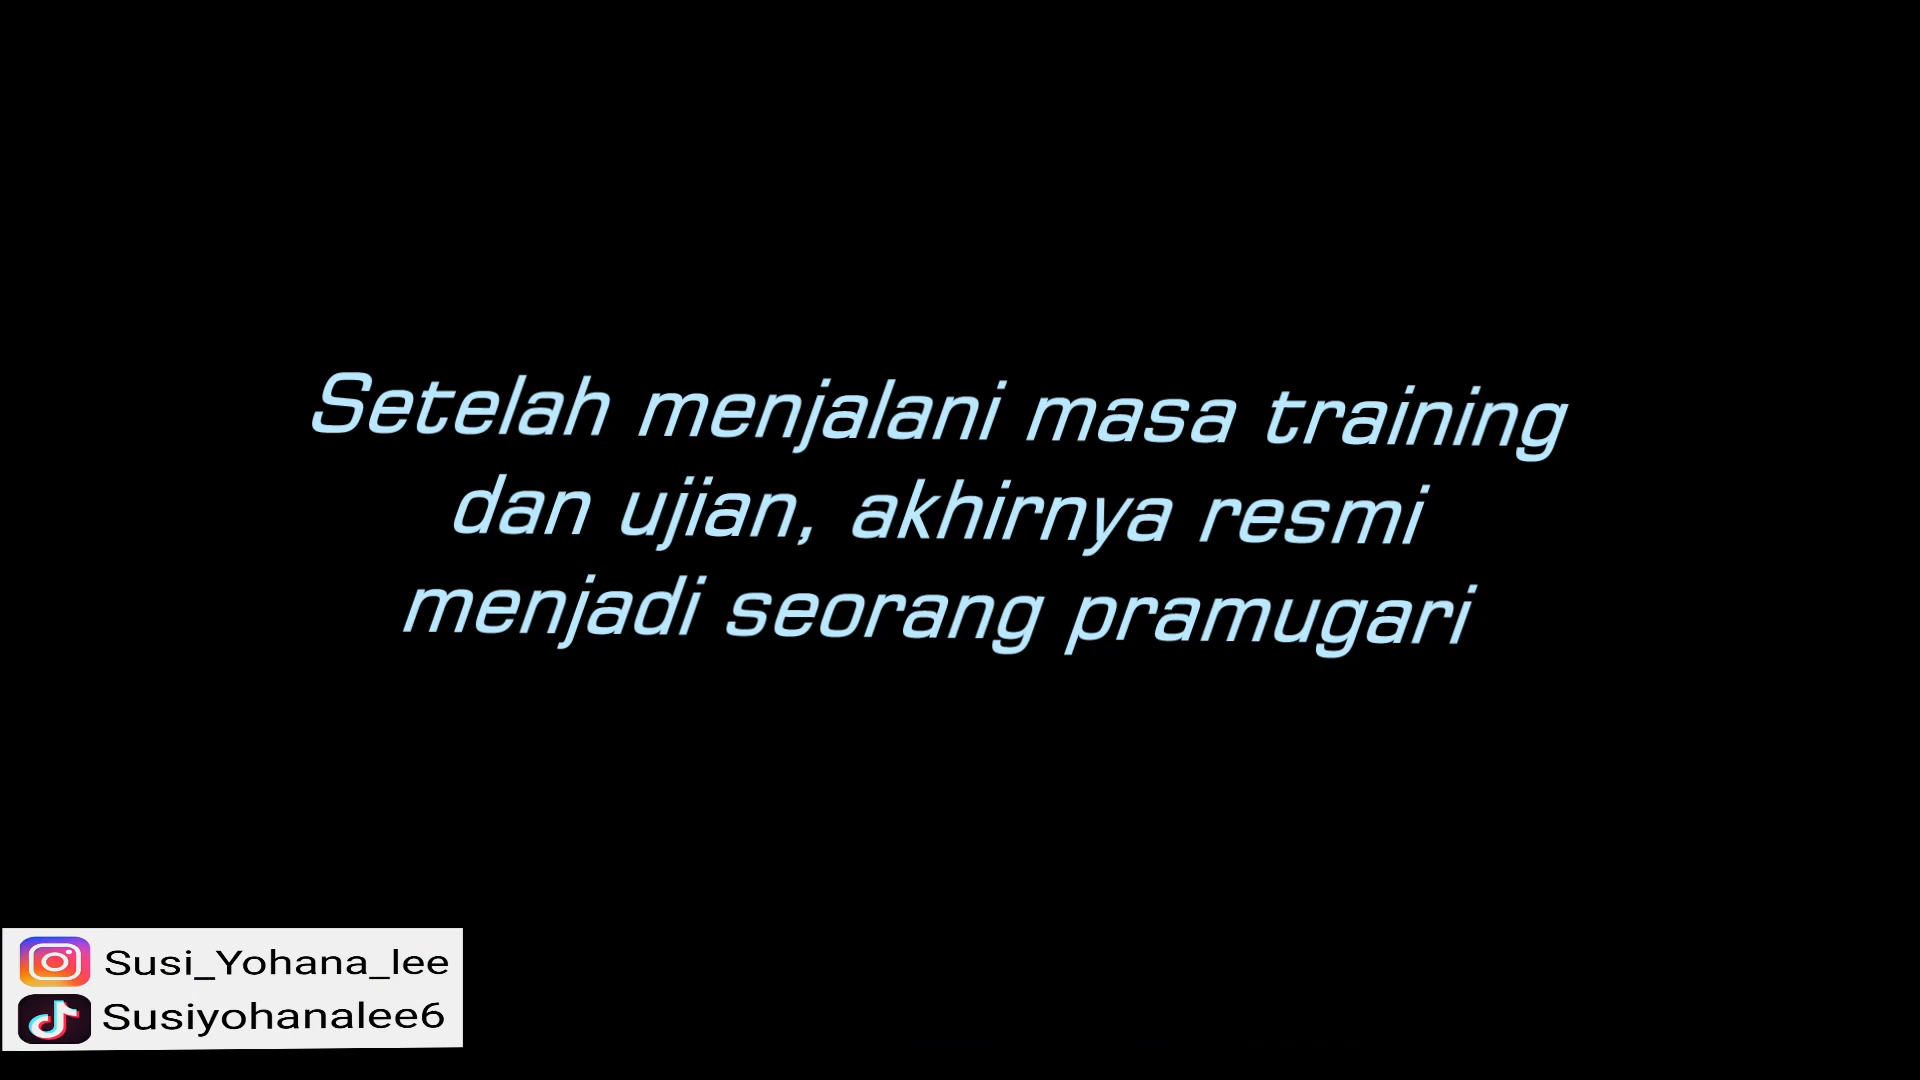 Setelah menjalani masa training
dan ujian, akhirnya resmi
menjadi seorang pramugari
Susi_Yohana_lee
Susiyohanalee6